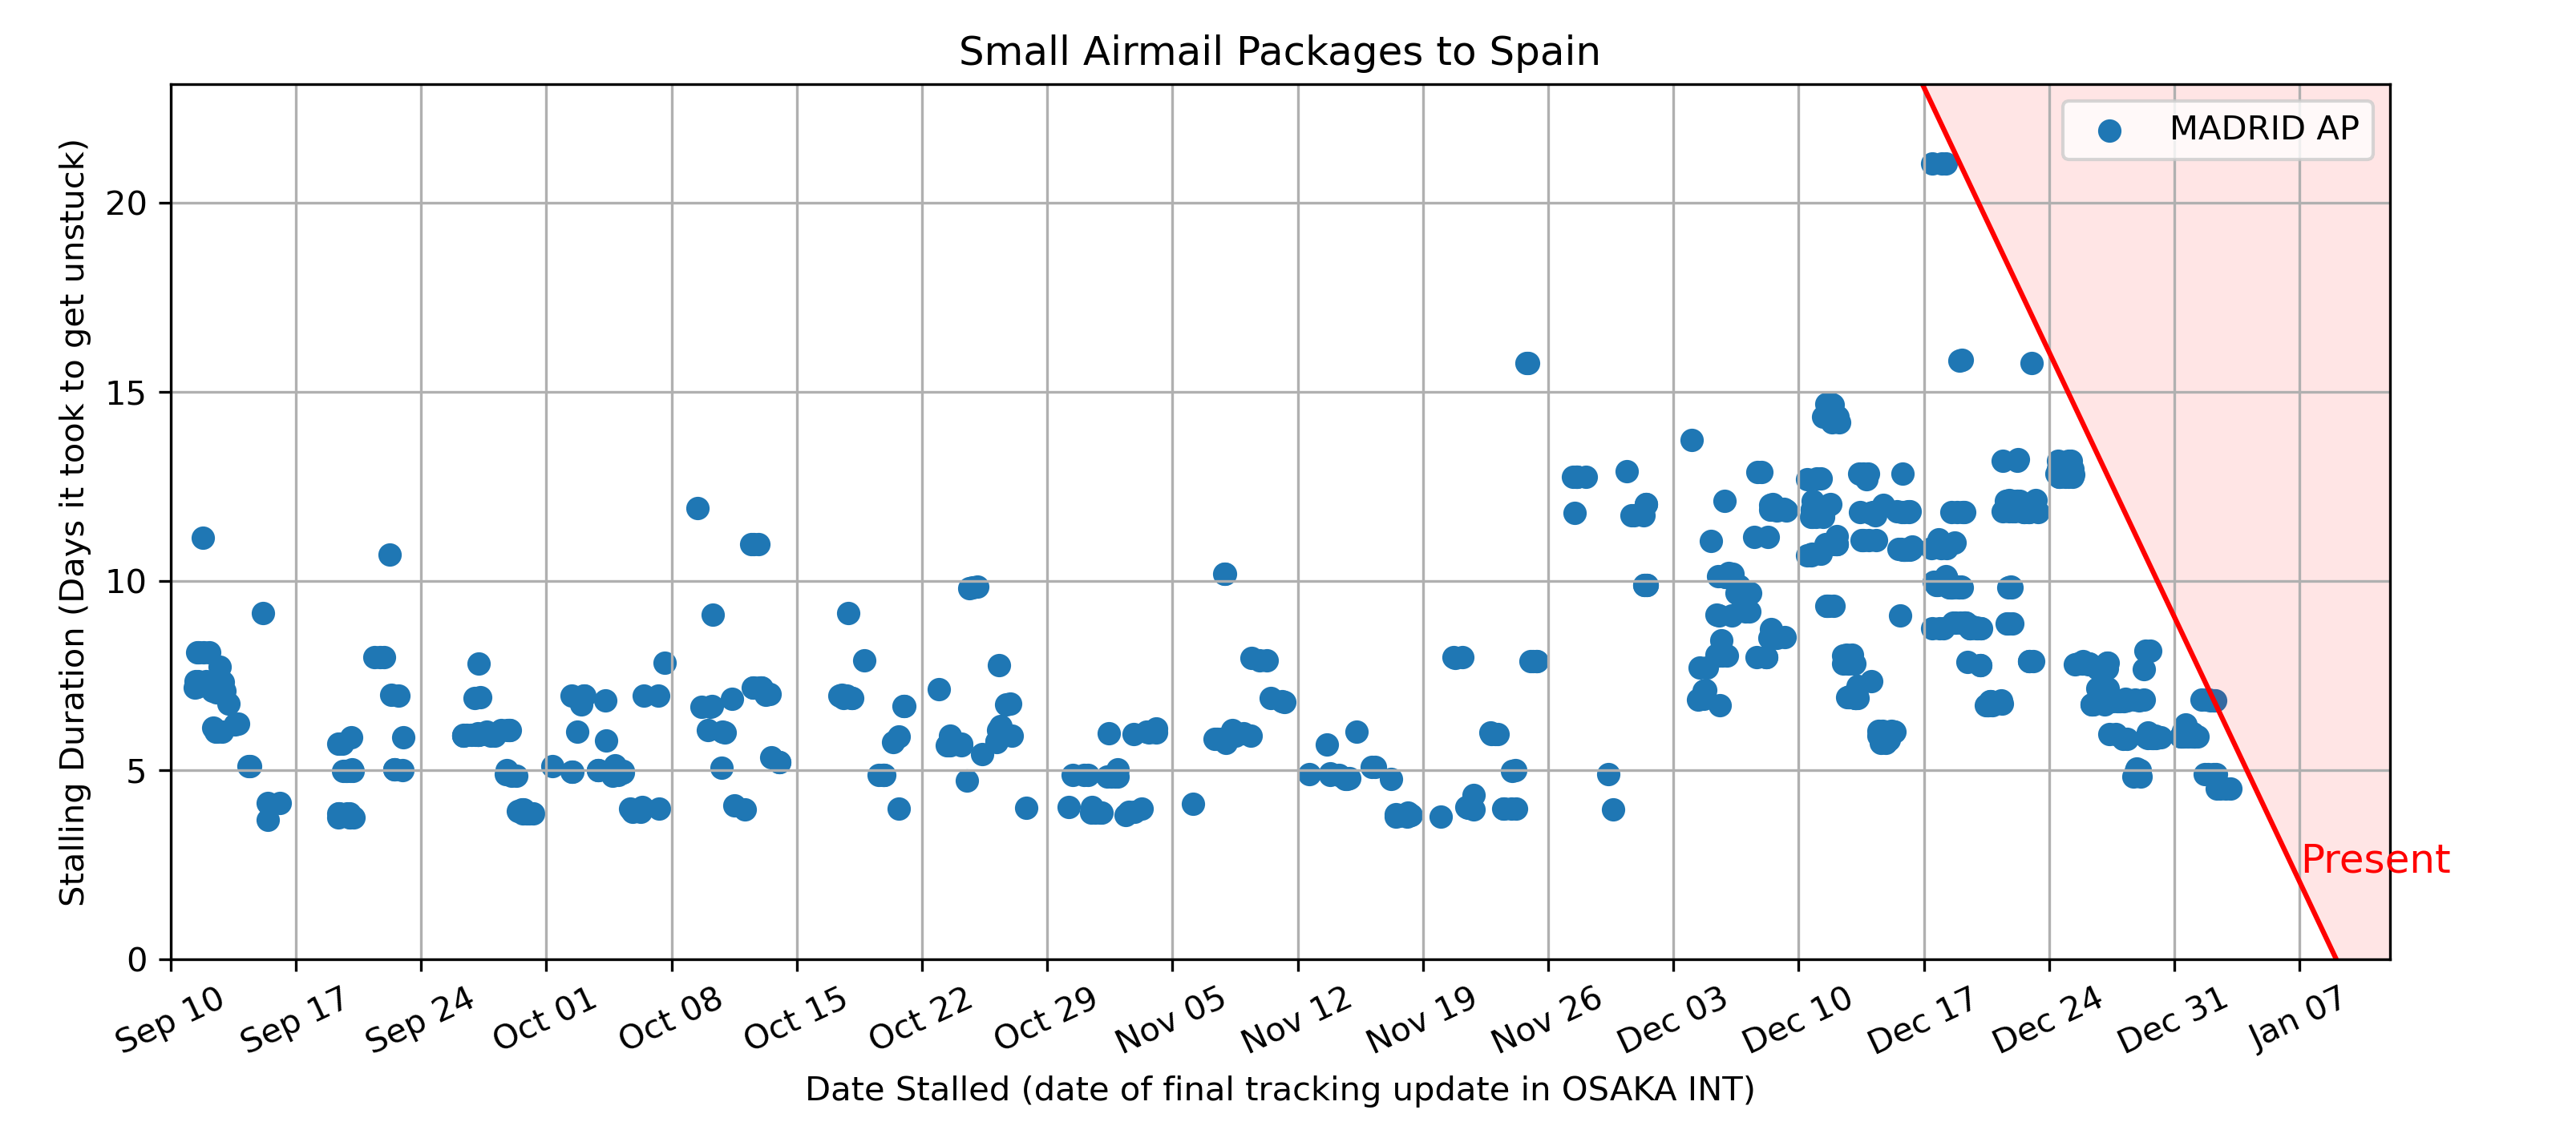 Small Airmail Packages to Spain
Stalling Duration (Days it took to get unstuck)
20
15
10
5
0
MADRID AP
Present
Sep 10
Sep 17
Sep 24
Oct 01
Oct 08
Oct 15
Oct 22
Oct 29
Nov 05
Nov 12
Nov 19
Nov 26
Dec 03
Dec 10
Dec 17
Dec 24
Dec 31
Jan 07
Date Stalled (date of final tracking update in OSAKA INT)